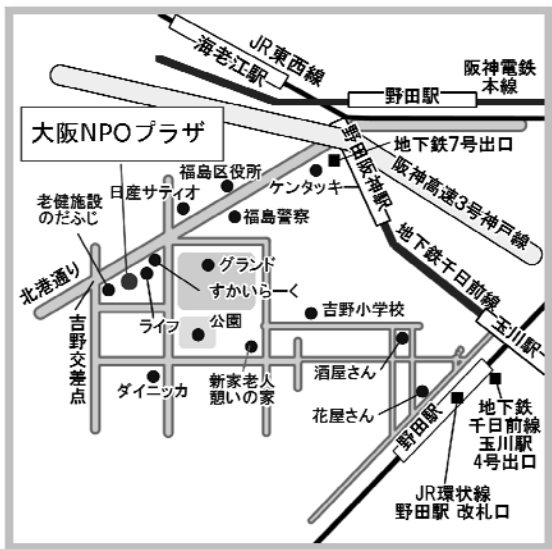 JR東西線
海老江駅
阪神電鉄
本線
野田駅
大阪NPOプラザ
野田阪神駅
地下鉄7号出口
阪神高速3号神戸線
福島区役所
ケンタッキー
日産サティオ
老健施設
のだふじ
福島警察
地下鉄千日前線
北港通り
グランド
すかいらーく
吉野交差点
ライフ
公園
吉野小学校
玉川駅
ダイニッカ
新家老人
憩いの家
酒屋さん
花屋さん
野田駅
地下鉄
千日前線
玉川駅
4号出口
JR環状線
野田駅 改札口